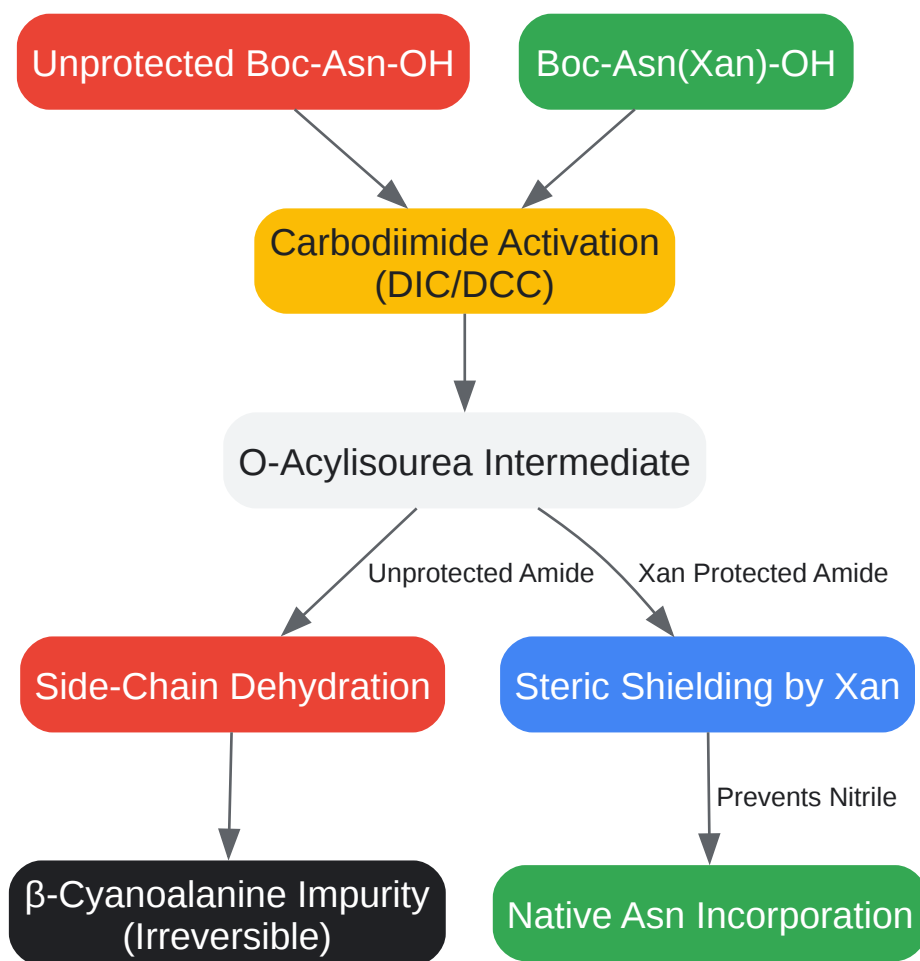 Unprotected Boc-Asn-OH
Boc-Asn(Xan)-OH
Carbodiimide Activation
(DIC/DCC)
O-Acylisourea Intermediate
Unprotected Amide
Xan Protected Amide
Side-Chain Dehydration
Steric Shielding by Xan
Prevents Nitrile
β-Cyanoalanine Impurity
(Irreversible)
Native Asn Incorporation